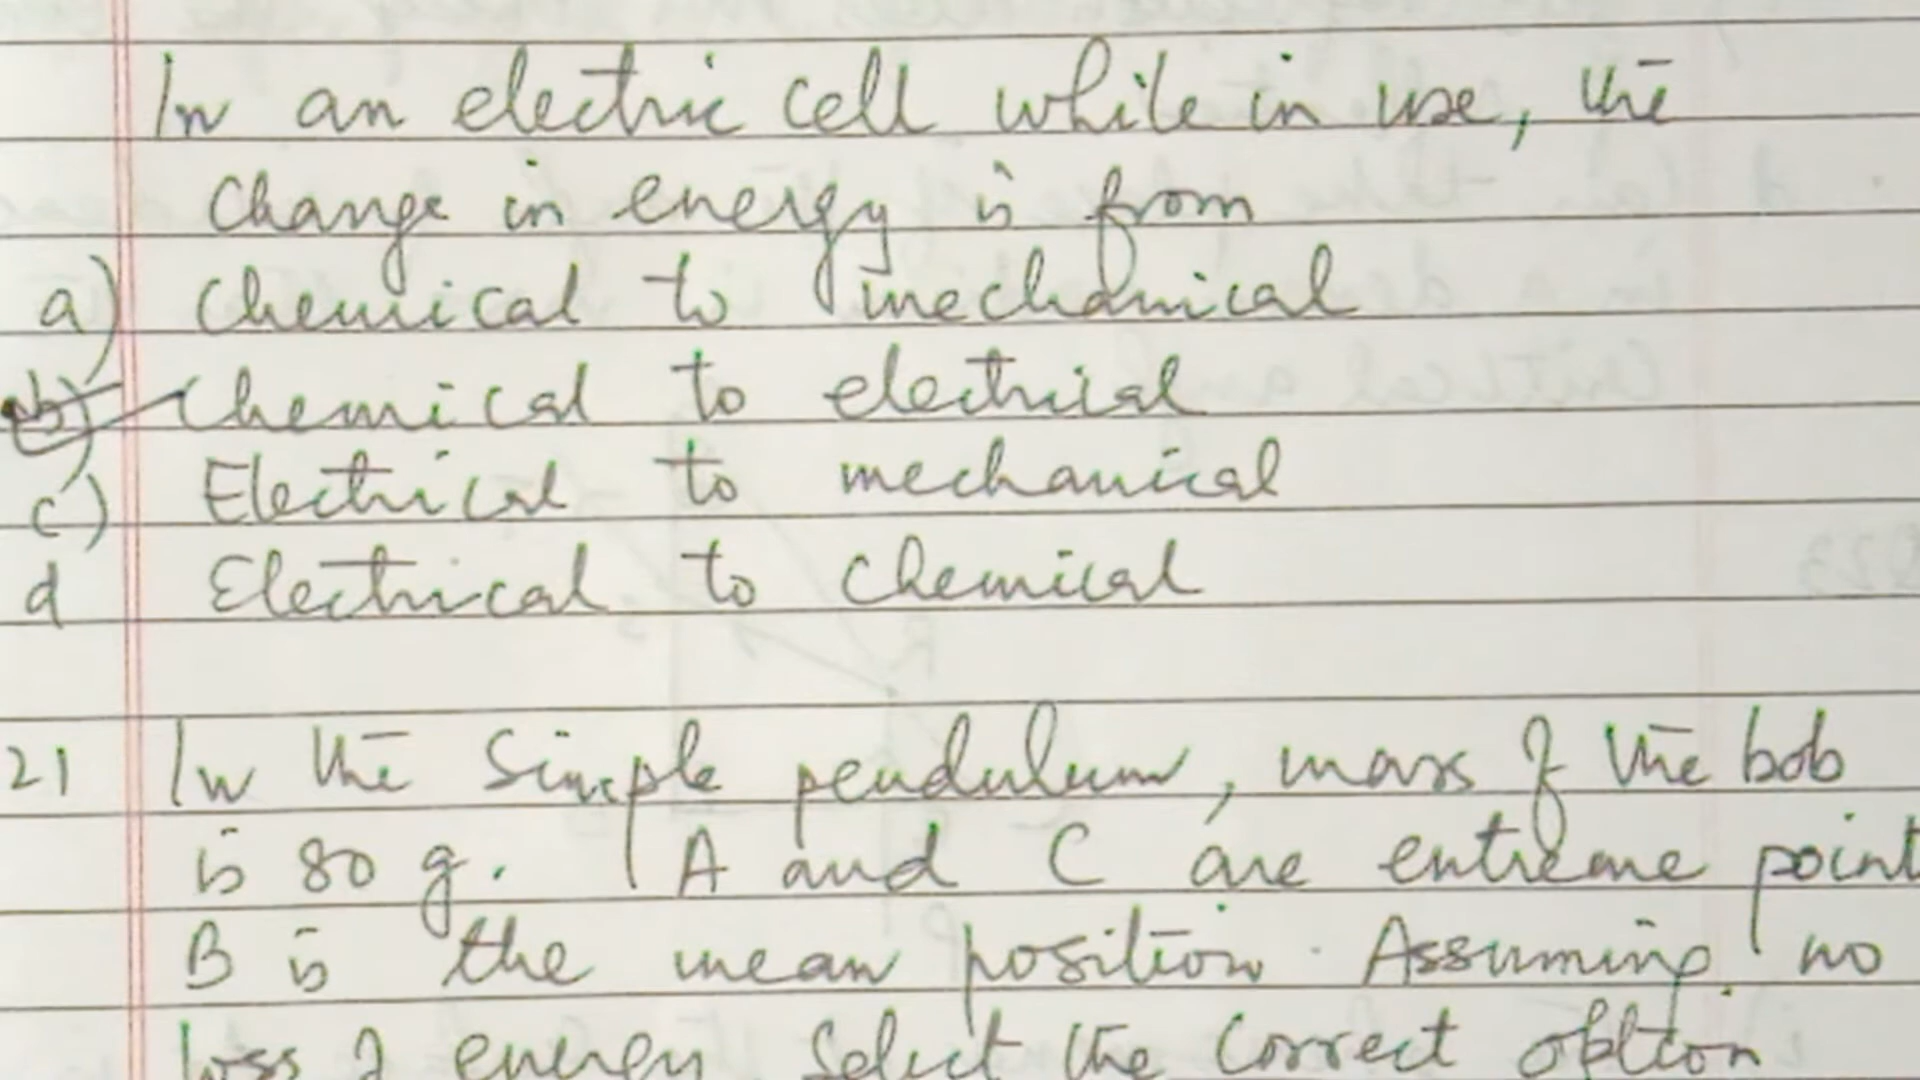 In an electric cell while in use, the
change in energy is from
a) Chemical to mechanical
b) Chemical to electrical
c) Electrical to mechanical
d Electrical to chemical
21 In the simple pendulum, mass of the bob
is 80 g. A and C are extreme point
B is the mean position. Assuming no
loss of energy, select the correct option